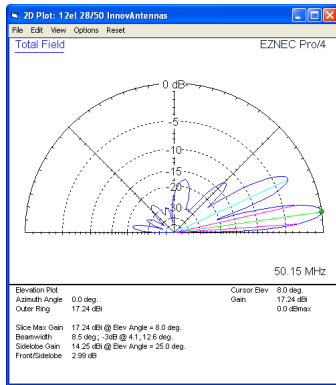 2D Plot: 12el 28/50 InnovAntennas
File Edit View Options Reset
Total Field
EZNEC Pro/4
0 dB
-5
-10
-15
-20
-30
50.15 MHz
Elevation Plot
Azimuth Angle 0.0 deg.
Outer Ring 17.24 dBi
Cursor Elev 8.0 deg.
Gain 17.24 dBi
0.0 dBmax
Slice Max Gain 17.24 dBi @ Elev Angle = 8.0 deg.
Beamwidth 8.5 deg.; -3dB @ 4.1, 12.6 deg.
Sidelobe Gain 14.25 dBi @ Elev Angle = 25.0 deg.
Front/Sidelobe 2.99 dB